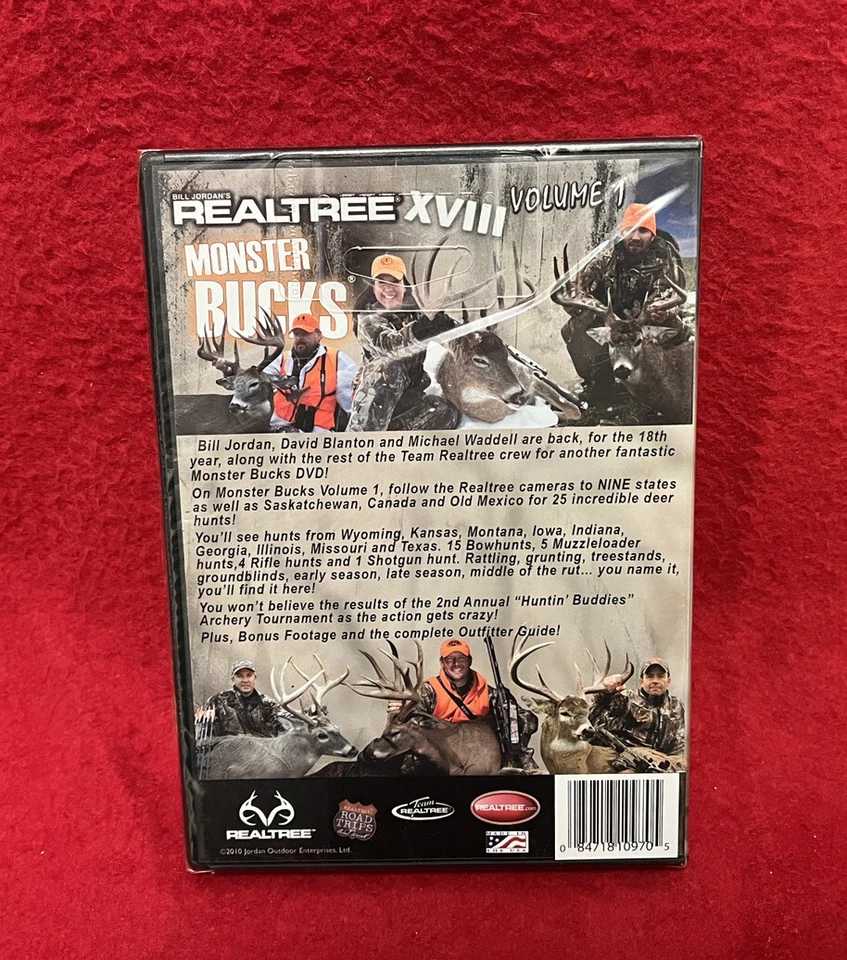 BILL JORDAN'S
REALTREE XVIII VOLUME 1
MONSTER
BUCKS®
Bill Jordan, David Blanton and Michael Waddell are back, for the 18th
year, along with the rest of the Team Realtree crew for another fantastic
Monster Bucks DVD!
On Monster Bucks Volume 1, follow the Realtree cameras to NINE states
as well as Saskatchewan, Canada and Old Mexico for 25 incredible deer
hunts!
You'll see hunts from Wyoming, Kansas, Montana, Iowa, Indiana,
Georgia, Illinois, Missouri and Texas. 15 Bowhunts, 5 Muzzleloader
hunts,4 Rifle hunts and 1 Shotgun hunt. Rattling, grunting, treestands,
groundblinds, early season, late season, middle of the rut... you name it,
you'll find it here!
You won't believe the results of the 2nd Annual "Huntin' Buddies"
Archery Tournament as the action gets crazy!
Plus, Bonus Footage and the complete Outfitter Guide!
REALTREE
REALTREE
ROAD
TRIPS
Team
REALTREE
REALTREE.com
MADE IN
THE USA
©2010 Jordan Outdoor Enterprises, Ltd.
0 84718 10970 5